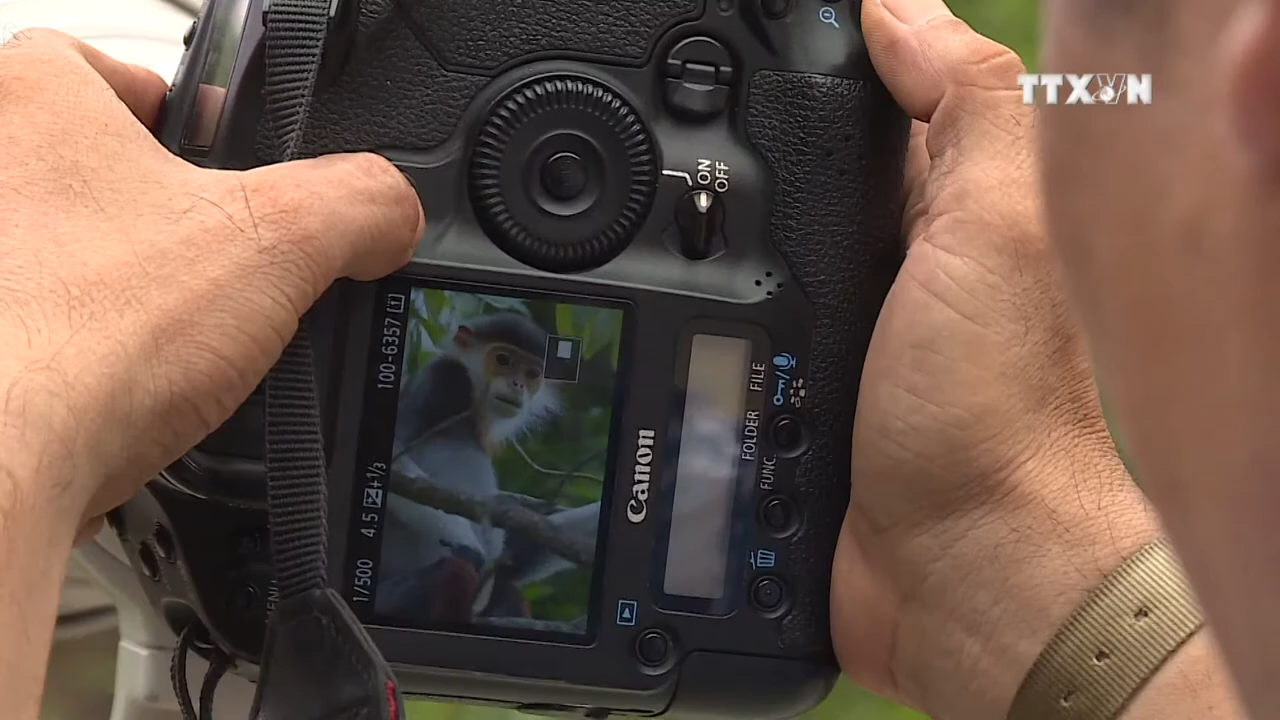 TTXVN
ON
OFF
100-6357
4.5 +1/3
1/500
Canon
FILE
FOLDER
FUNC.